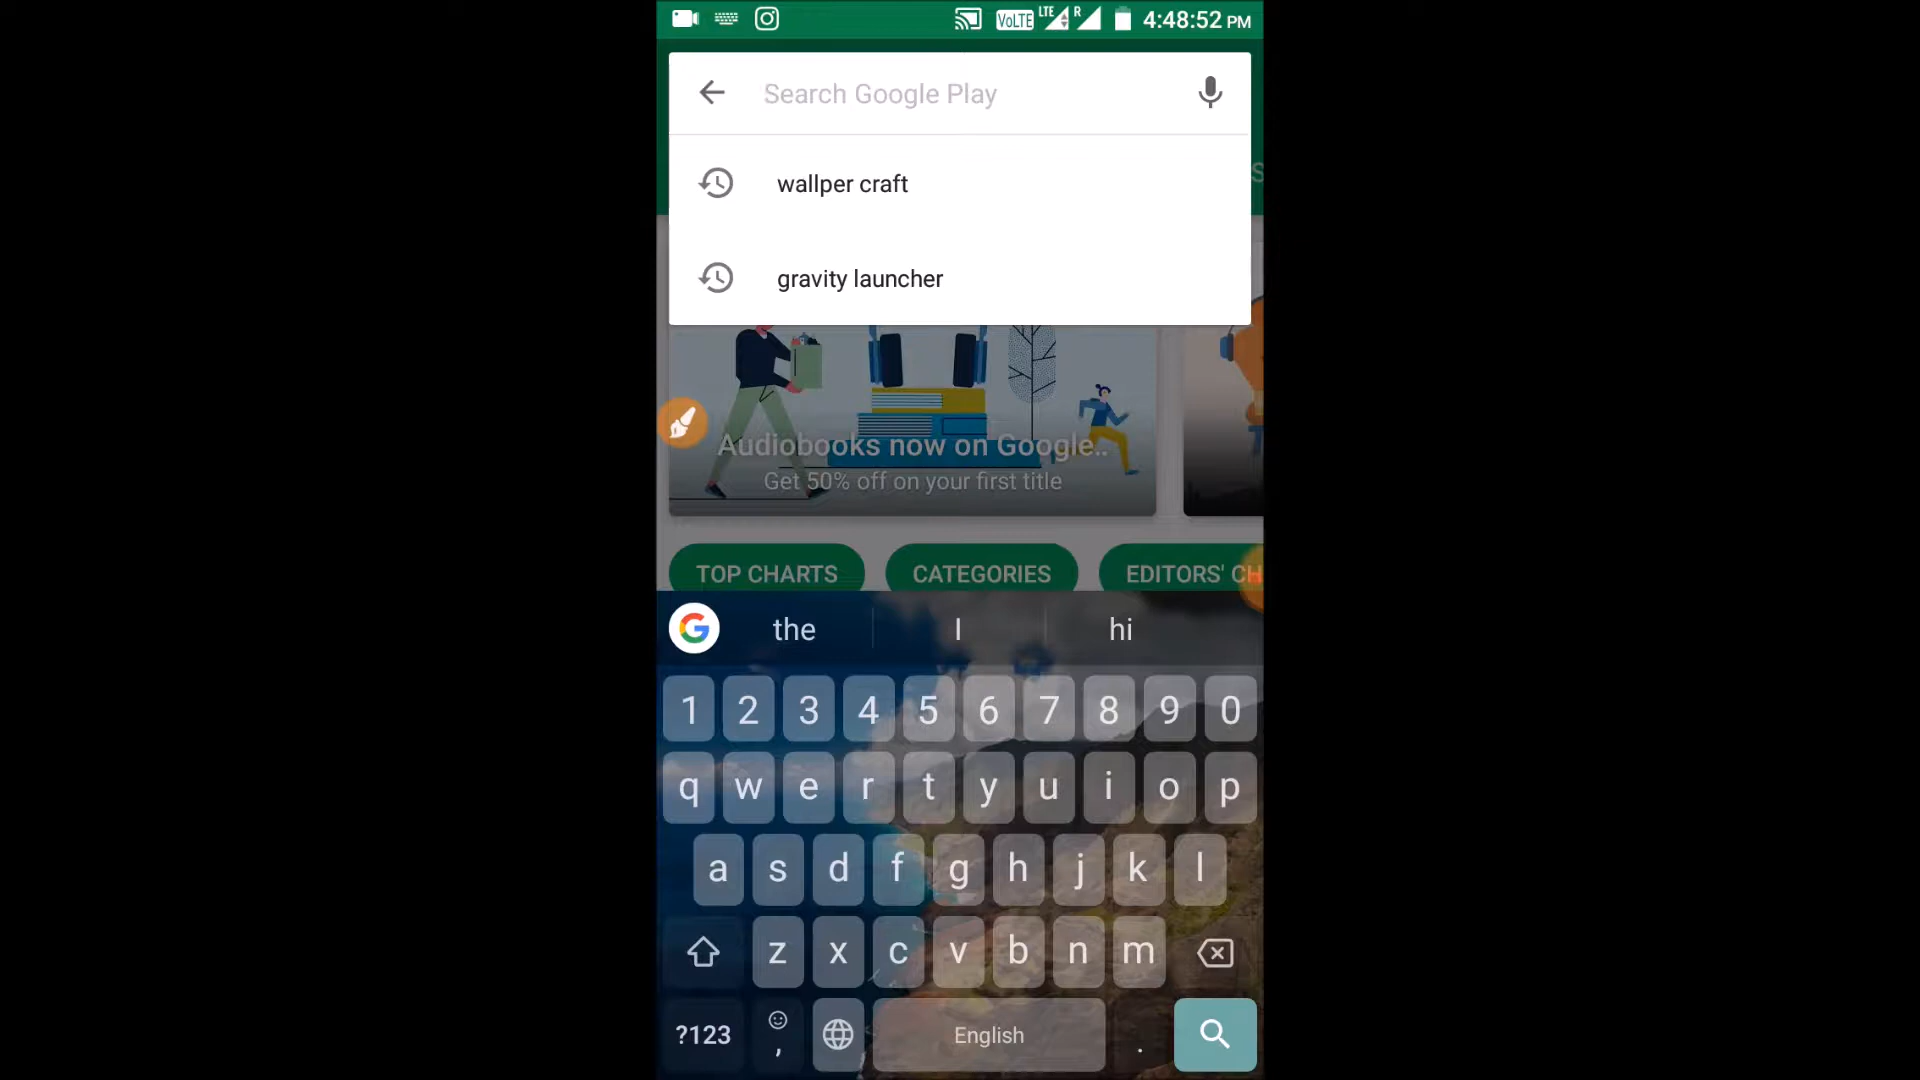 VoLTE LTE R 4:48:52 PM
Search Google Play
S
wallper craft
gravity launcher
Audiobooks now on Google..
Get 50% off on your first title
TOP CHARTS CATEGORIES EDITORS' CH
G the I hi
1 2 3 4 5 6 7 8 9 0
q w e r t y u i o p
a s d f g h j k l
z x c v b n m
?123 , English .